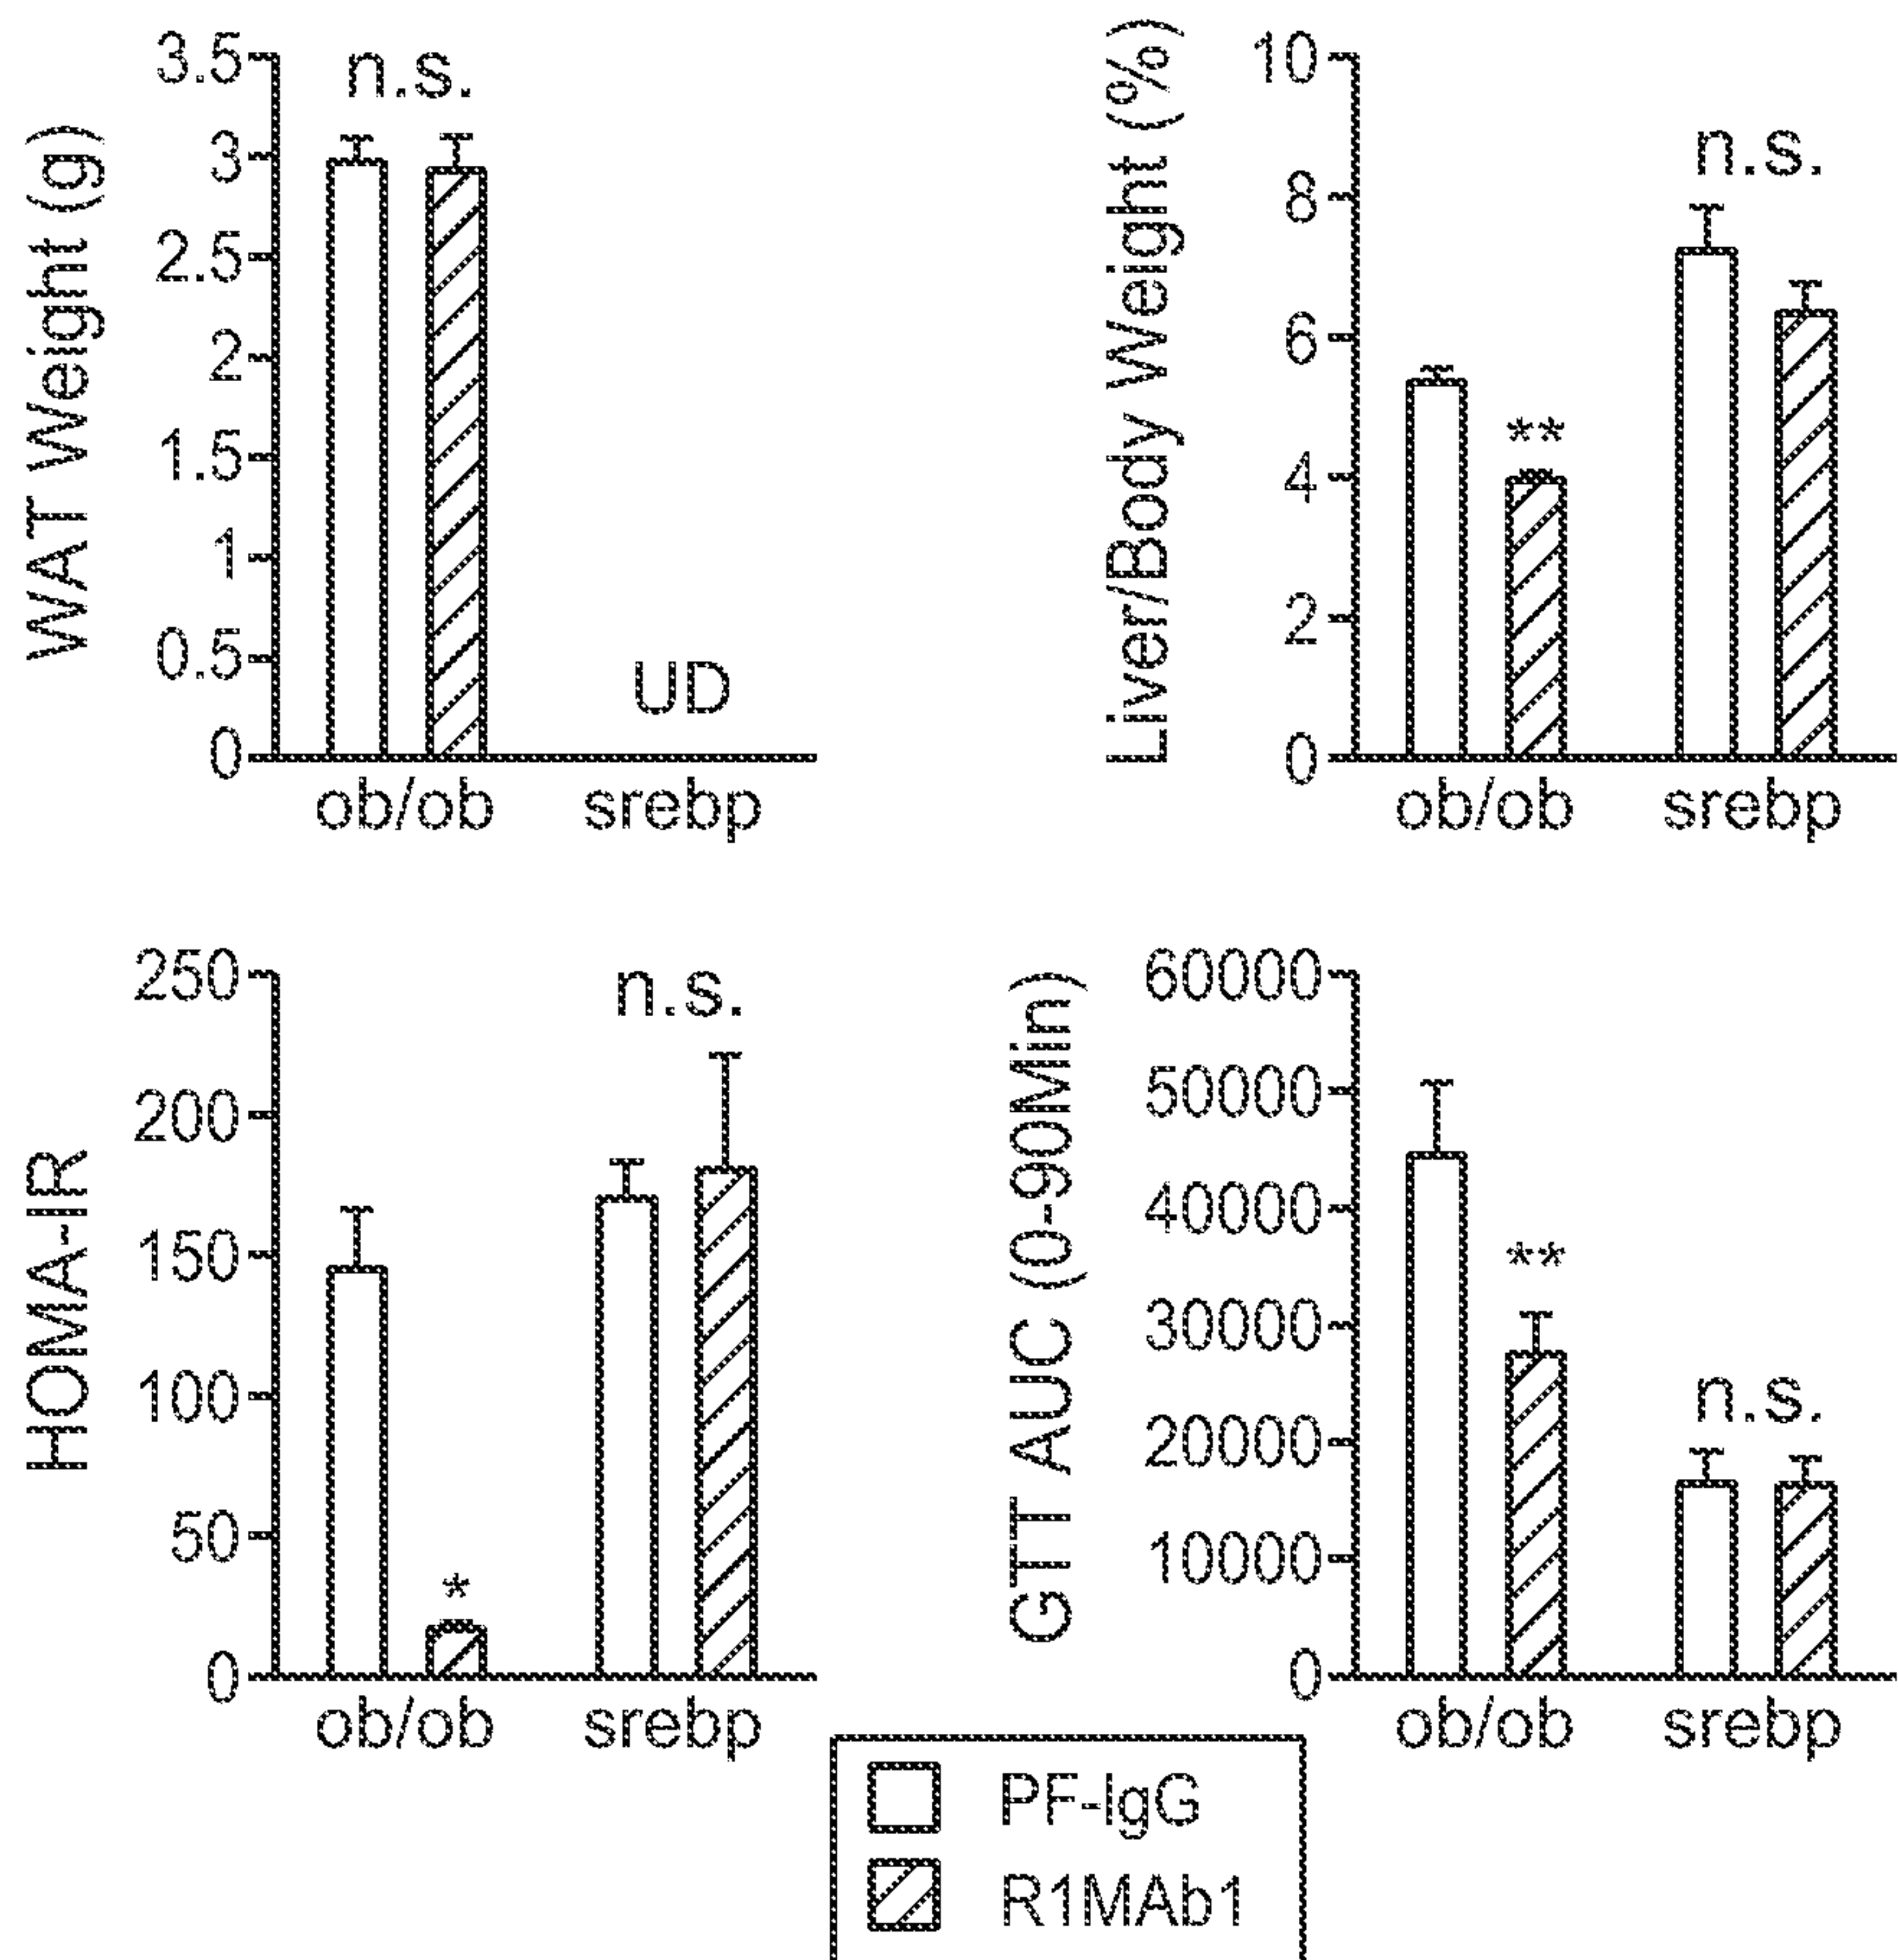 WAT Weight (g)
3.5
3
2.5
2
1.5
1
0.5
0
n.s.
UD
ob/ob srebp
Liver/Body Weight (%)
10
8
6
4
2
0
**
n.s.
ob/ob srebp
HOMA-IR
250
200
150
100
50
0
*
n.s.
ob/ob srebp
GTT AUC (0-90Min)
60000
50000
40000
30000
20000
10000
0
**
n.s.
ob/ob srebp
PF-IgG
R1MAb1